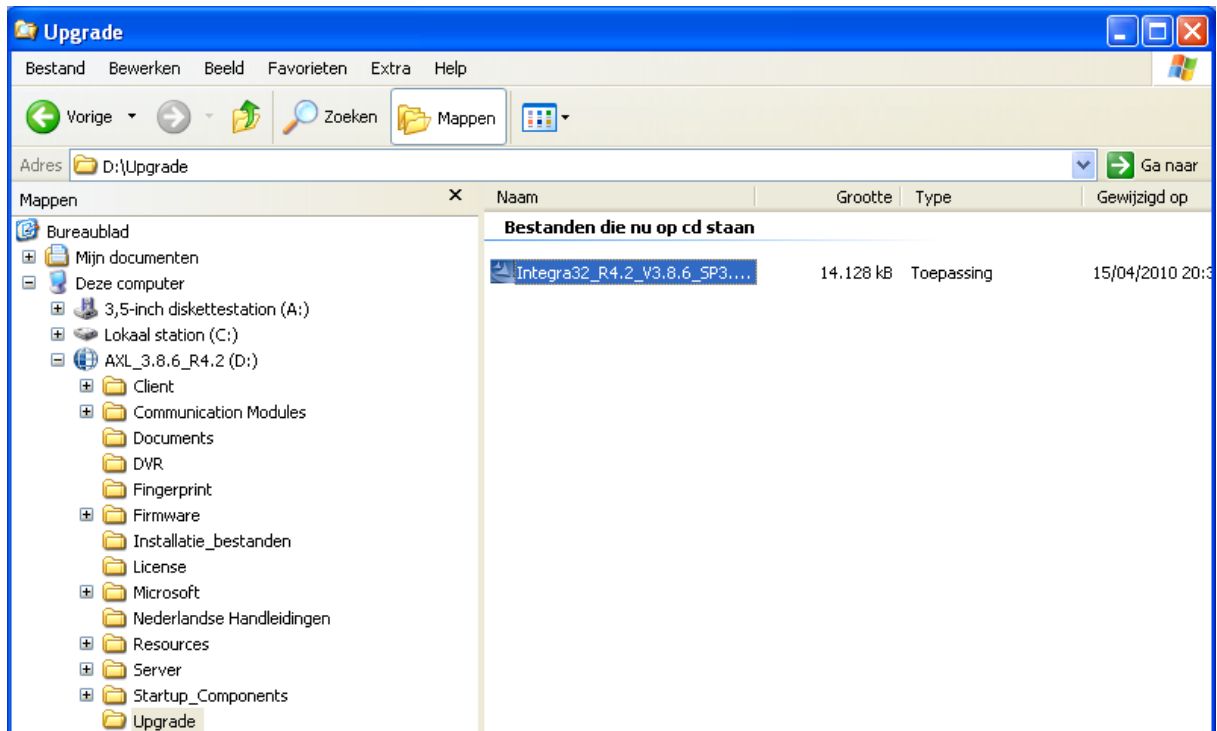 Upgrade
Bestand Bewerken Beeld Favorieten Extra Help
Vorige Zoeken Mappen
Adres D:\Upgrade Ga naar
Mappen
Naam Grootte Type Gewijzigd op
Bestanden die nu op cd staan
Integra32_R4.2_V3.8.6_SP3.... 14.128 kB Toepassing 15/04/2010 20:3
Bureaublad
Mijn documenten
Deze computer
3,5-inch diskettestation (A:)
Lokaal station (C:)
AXL_3.8.6_R4.2 (D:)
Client
Communication Modules
Documents
DVR
Fingerprint
Firmware
Installatie_bestanden
License
Microsoft
Nederlandse Handleidingen
Resources
Server
Startup_Components
Upgrade